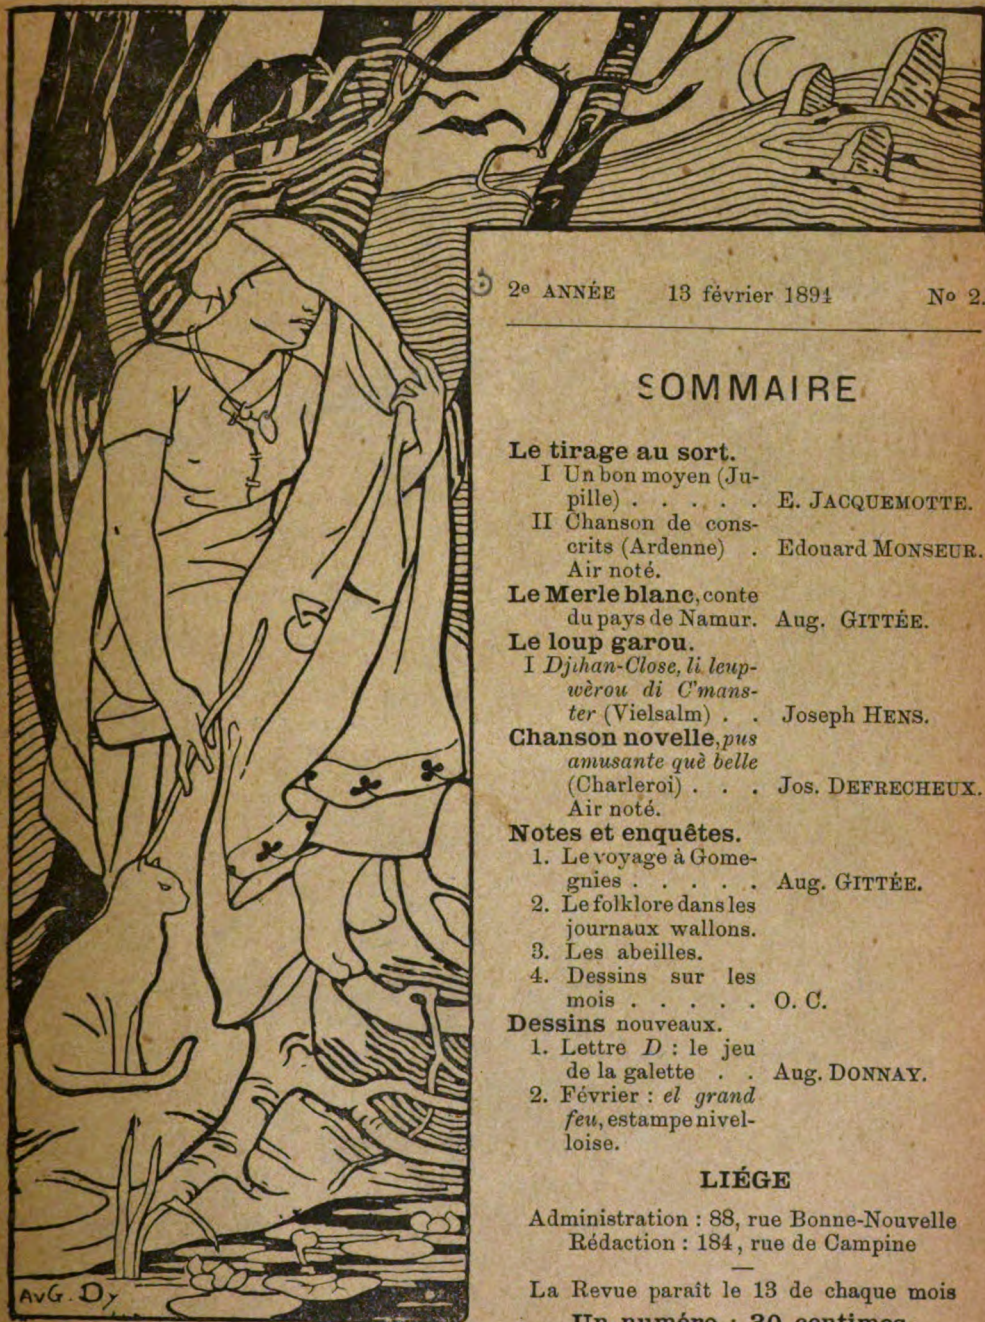 2e ANNÉE 13 février 1894 No 2.
SOMMAIRE
Le tirage au sort.
I Un bon moyen (Ju-
pille) . . . . . E. JACQUEMOTTE.
II Chanson de cons-
crits (Ardenne) . Edouard MONSEUR.
Air noté.
Le Merle blanc, conte
du pays de Namur. Aug. GITTÉE.
Le loup garou.
I Djihan-Close, li leup-
wèrou di C'mans-
ter (Vielsalm) . . Joseph HENS.
Chanson novelle, pus
amusante què belle
(Charleroi) . . . Jos. DEFRECHEUX.
Air noté.
Notes et enquêtes.
1. Le voyage à Gome-
gnies . . . . . Aug. GITTÉE.
2. Le folklore dans les
journaux wallons.
3. Les abeilles.
4. Dessins sur les
mois . . . . . O. C.
Dessins nouveaux.
1. Lettre D : le jeu
de la galette . . Aug. DONNAY.
2. Février : el grand
feu, estampe nivel-
loise.
LIÉGE
Administration : 88, rue Bonne-Nouvelle
Rédaction : 184, rue de Campine
La Revue paraît le 13 de chaque mois
Un numéro : 30 centimes
AVG. Dy